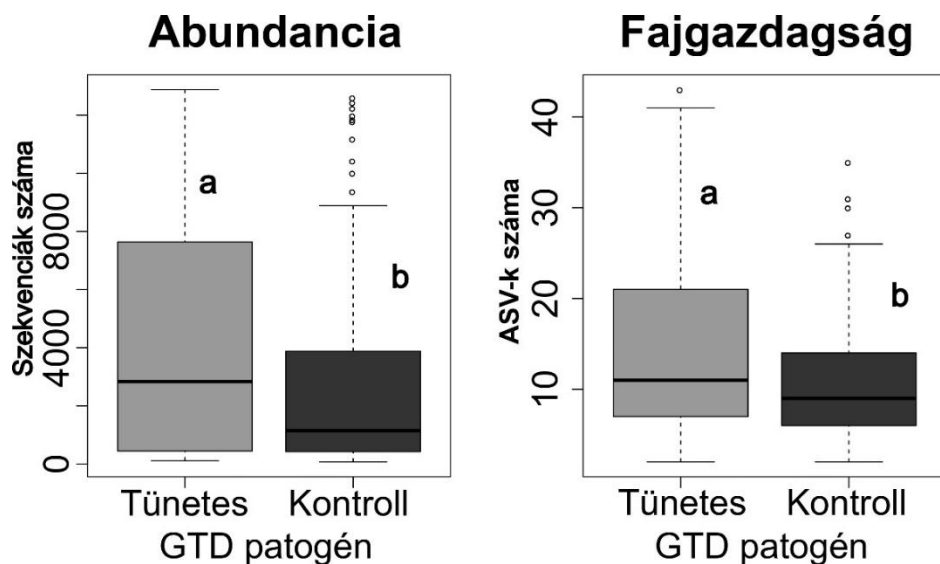 Abundancia
Szekvenciák száma
8000
4000
0
a
b
Tünetes Kontroll
GTD patogén
Fajgazdagság
ASV-k száma
40
30
20
10
a
b
Tünetes Kontroll
GTD patogén